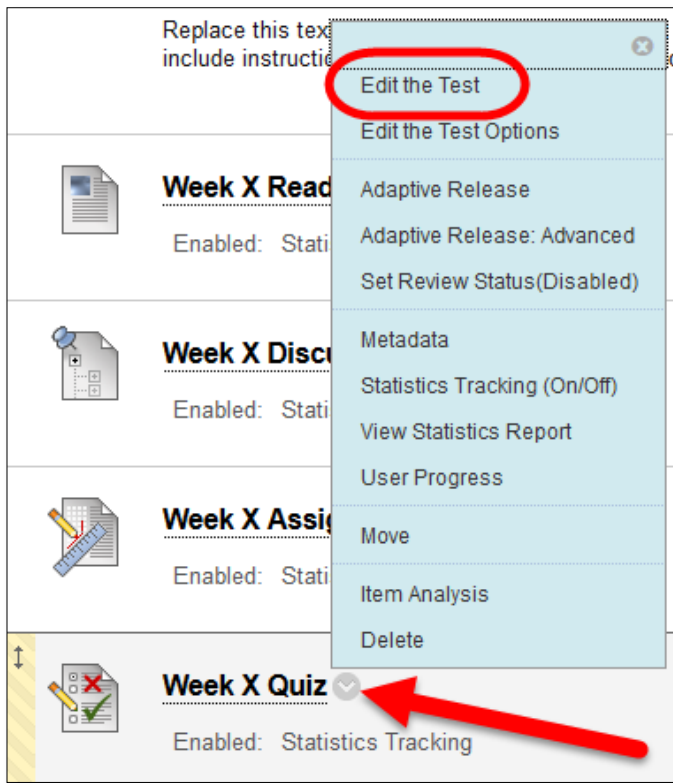 Replace this tex
include instructi
Edit the Test
Edit the Test Options
Week X Read
Enabled: Stati
Adaptive Release
Adaptive Release: Advanced
Set Review Status(Disabled)
Week X Disc
Enabled: Stati
Metadata
Statistics Tracking (On/Off)
View Statistics Report
User Progress
Week X Assig
Enabled: Stati
Move
Item Analysis
Delete
Week X Quiz
Enabled: Statistics Tracking